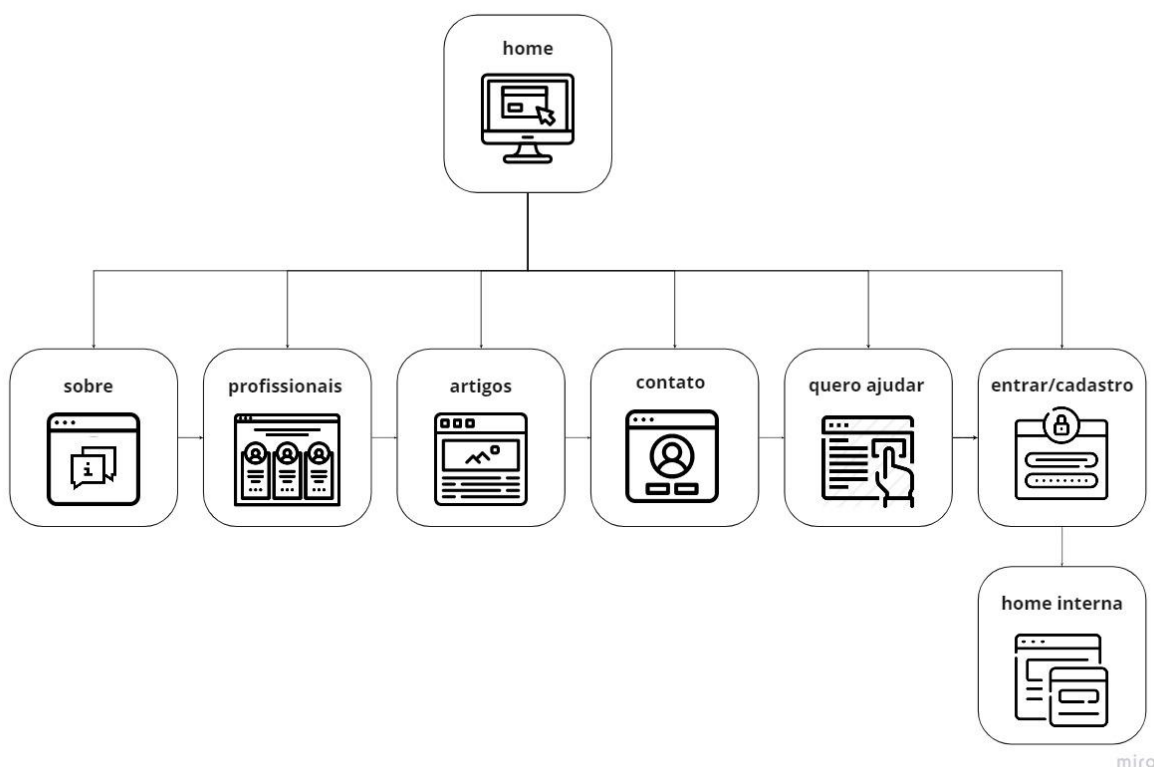 home
sobre
profissionais
artigos
contato
quero ajudar
entrar/cadastro
home interna
miro